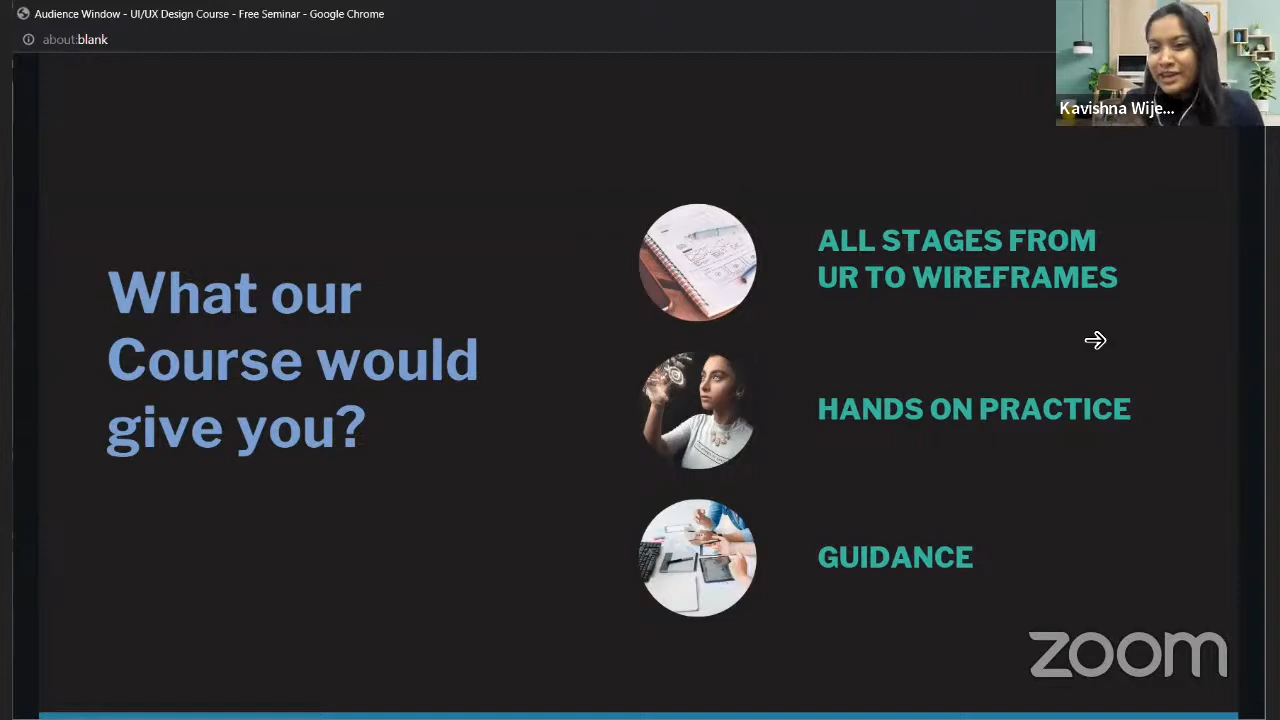 Audience Window - UI/UX Design Course - Free Seminar - Google Chrome
about:blank
Kavishna Wije...
What our
Course would
give you?
ALL STAGES FROM
UR TO WIREFRAMES
HANDS ON PRACTICE
GUIDANCE
zoom